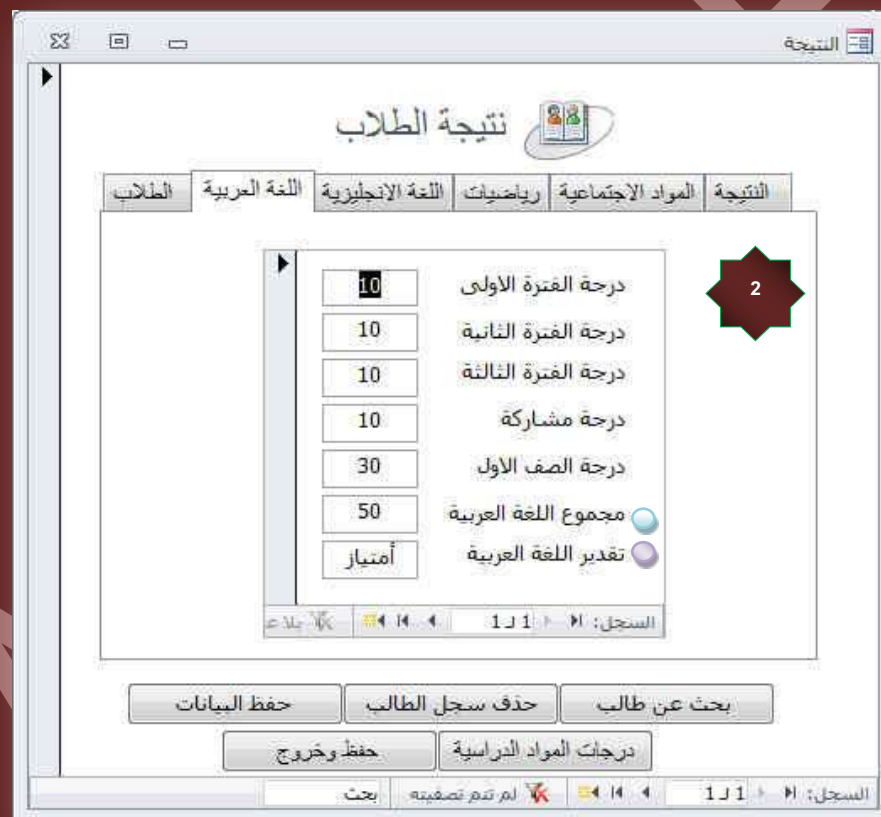 النتيجة
نتيجة الطلاب
الطلاب اللغة العربية اللغة الانجليزية رياضيات المواد الاجتماعية النتيجة
2
درجة الفترة الاولى 10
درجة الفترة الثانية 10
درجة الفترة الثالثة 10
درجة مشاركة 10
درجة الصف الاول 30
مجموع اللغة العربية 50
تقدير اللغة العربية أمتياز
السجل: 1 لـ 1 بلا
بحث عن طالب حذف سجل الطالب حفظ البيانات
درجات المواد الدراسية حفظ وخروج
السجل: 1 لـ 1 لم تتم تصفيته بحث